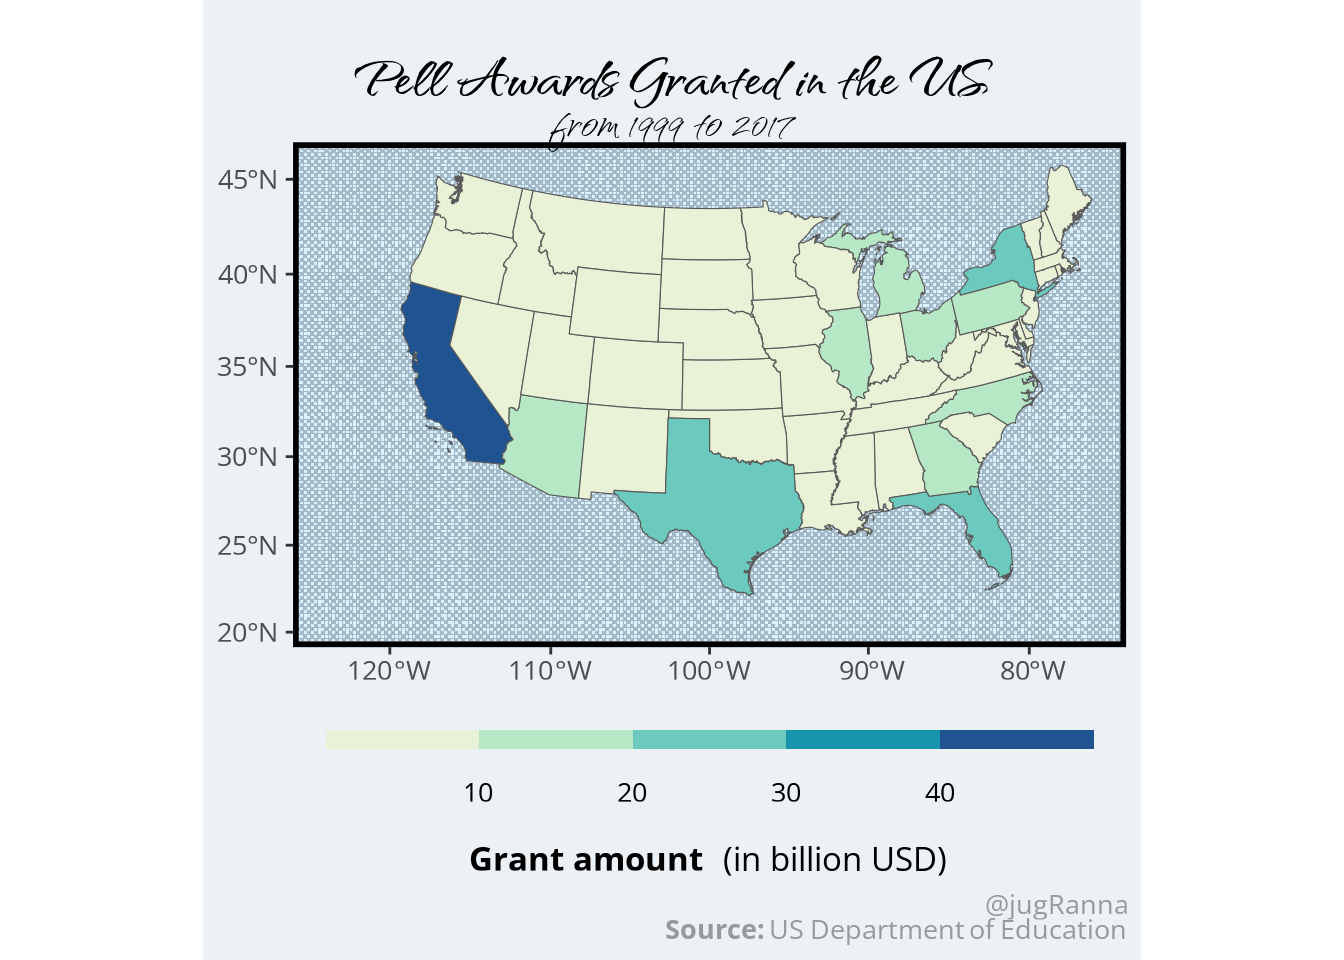 Pell Awards Granted in the US
from 1999 to 2017
45°N
40°N
35°N
30°N
25°N
20°N
120°W 110°W 100°W 90°W 80°W
10 20 30 40
Grant amount (in billion USD)
@jugRanna
Source: US Department of Education